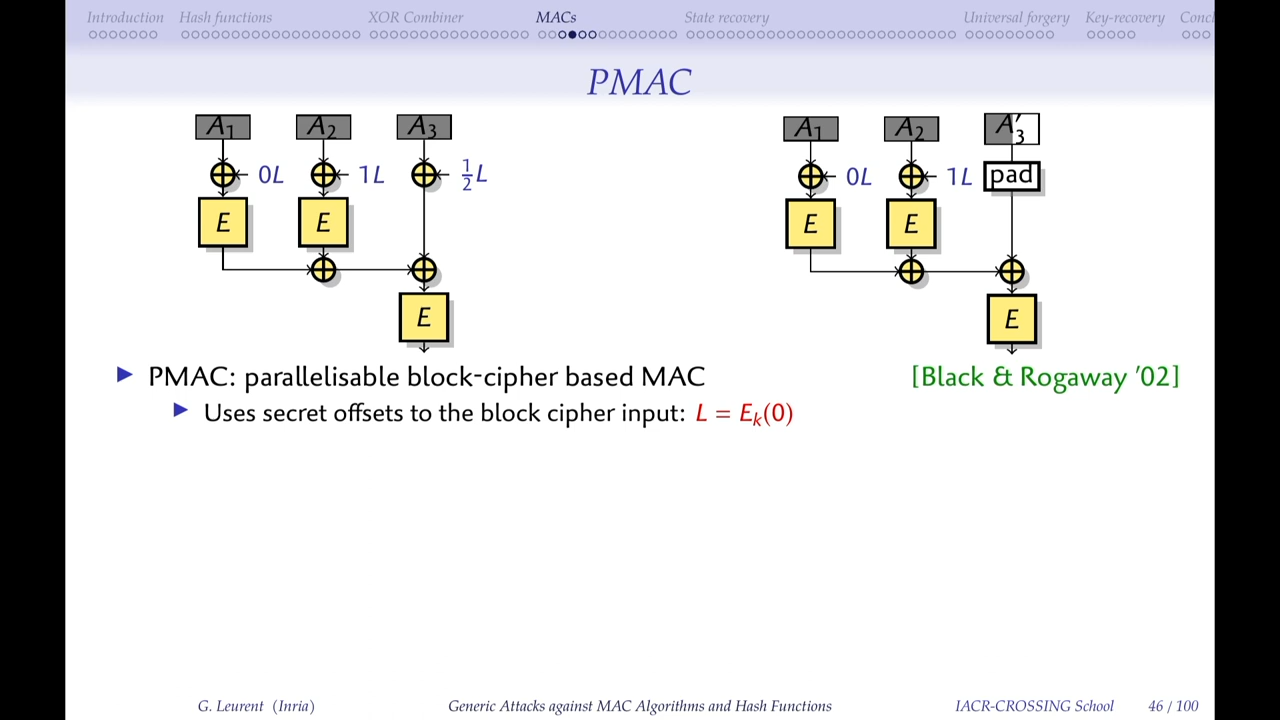 Introduction Hash functions XOR Combiner MACs State recovery Universal forgery Key-recovery Concl
PMAC
A1 A2 A3 A1 A2 A′3
0L 1L ½L 0L 1L pad
E E E E
E E
▶ PMAC: parallelisable block-cipher based MAC [Black & Rogaway '02]
▶ Uses secret offsets to the block cipher input: L = Ek(0)
G. Leurent (Inria) Generic Attacks against MAC Algorithms and Hash Functions IACR-CROSSING School 46 / 100